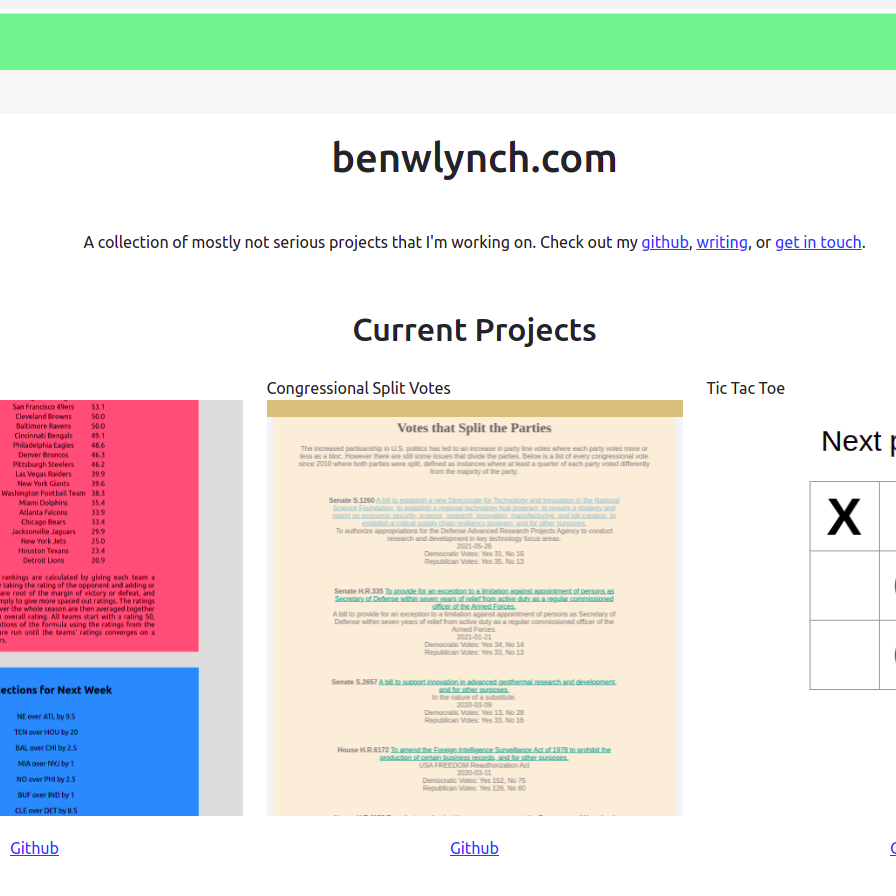 benwlynch.com
A collection of mostly not serious projects that I'm working on. Check out my github, writing, or get in touch.
Current Projects
San Francisco 49ers 53.1
Cleveland Browns 50.0
Baltimore Ravens 50.0
Cincinnati Bengals 49.1
Philadelphia Eagles 48.6
Denver Broncos 46.3
Pittsburgh Steelers 46.2
Las Vegas Raiders 39.9
New York Giants 39.6
Washington Football Team 38.3
Miami Dolphins 35.4
Atlanta Falcons 33.9
Chicago Bears 33.4
Jacksonville Jaguars 29.9
New York Jets 25.0
Houston Texans 23.4
Detroit Lions 20.9
rankings are calculated by giving each team a
taking the rating of the opponent and adding or
are root of the margin of victory or defeat, and
mply to give more spaced out ratings. The ratings
ver the whole season are then averaged together
overall rating. All teams start with a rating 50,
tions of the formula using the ratings from the
re run until the teams' ratings converges on a
rs.
ections for Next Week
NE over ATL by 9.5
TEN over HOU by 20
BAL over CHI by 2.5
MIA over NYJ by 1
NO over PHI by 2.5
BUF over IND by 1
CLE over DET by 8.5
Github
Congressional Split Votes
Votes that Split the Parties
The increased partisanship in U.S. politics has led to an increase in party line votes where each party votes more or
less as a bloc. However there are still some issues that divide the parties. Below is a list of every congressional vote
since 2010 where both parties were split, defined as instances where at least a quarter of each party voted differently
from the majority of the party.
Senate S.1260 A bill to establish a new Directorate for Technology and Innovation in the National
Science Foundation, to establish a regional technology hub program, to require a strategy and
report on economic security, science, research, innovation, manufacturing, and job creation, to
establish a critical supply chain resiliency program, and for other purposes.
To authorize appropriations for the Defense Advanced Research Projects Agency to conduct
research and development in key technology focus areas.
2021-05-26
Democratic Votes: Yes 31, No 16
Republican Votes: Yes 35, No 13
Senate H.R.335 To provide for an exception to a limitation against appointment of persons as
Secretary of Defense within seven years of relief from active duty as a regular commissioned
officer of the Armed Forces.
A bill to provide for an exception to a limitation against appointment of persons as Secretary of
Defense within seven years of relief from active duty as a regular commissioned officer of the
Armed Forces.
2021-01-21
Democratic Votes: Yes 34, No 14
Republican Votes: Yes 33, No 13
Senate S.2657 A bill to support innovation in advanced geothermal research and development,
and for other purposes.
In the nature of a substitute.
2020-03-09
Democratic Votes: Yes 13, No 28
Republican Votes: Yes 33, No 16
House H.R.6172 To amend the Foreign Intelligence Surveillance Act of 1978 to prohibit the
production of certain business records, and for other purposes.
USA FREEDOM Reauthorization Act
2020-03-11
Democratic Votes: Yes 152, No 75
Republican Votes: Yes 126, No 60
Github
Tic Tac Toe
Next p
X